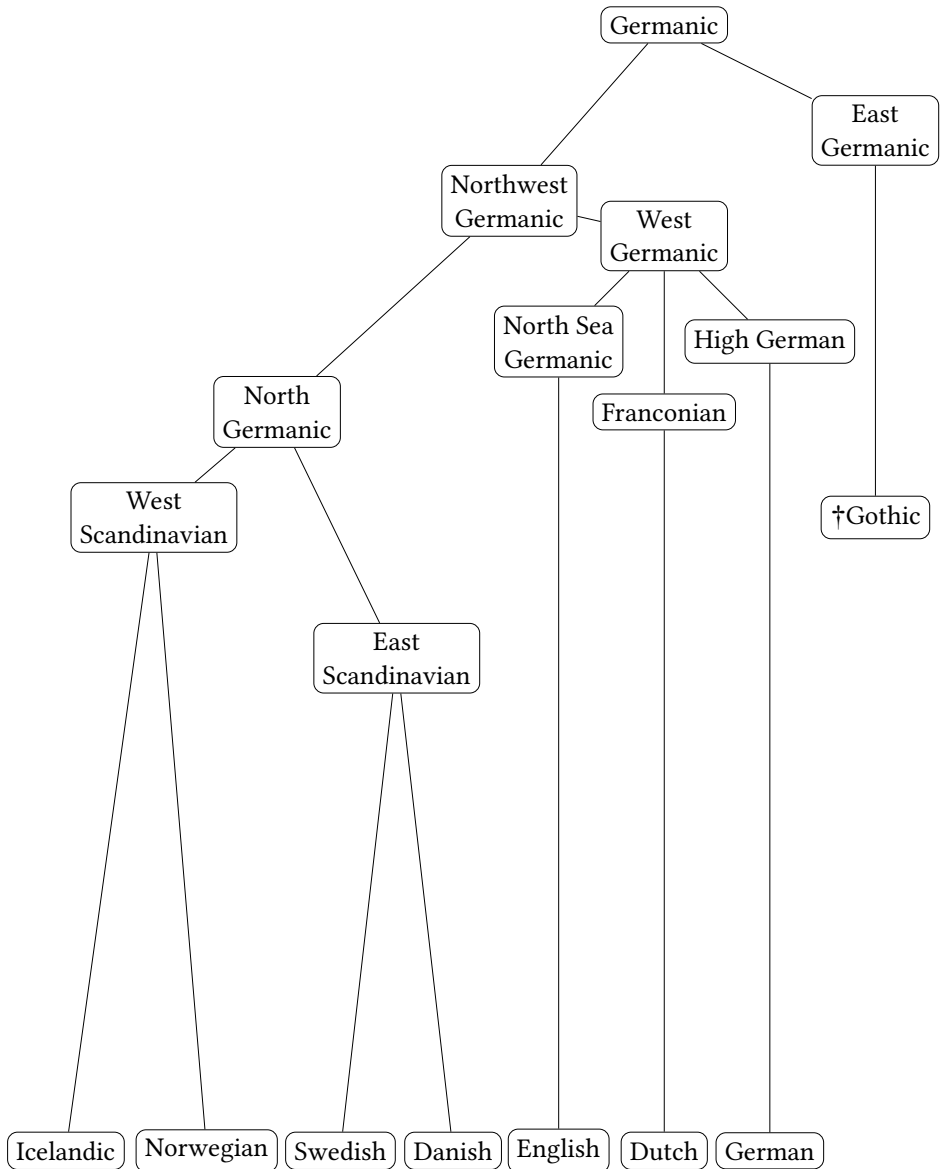 Germanic
East
Germanic
Northwest
Germanic
West
Germanic
North Sea
Germanic
High German
North
Germanic
Franconian
West
Scandinavian
†Gothic
East
Scandinavian
Icelandic
Norwegian
Swedish
Danish
English
Dutch
German